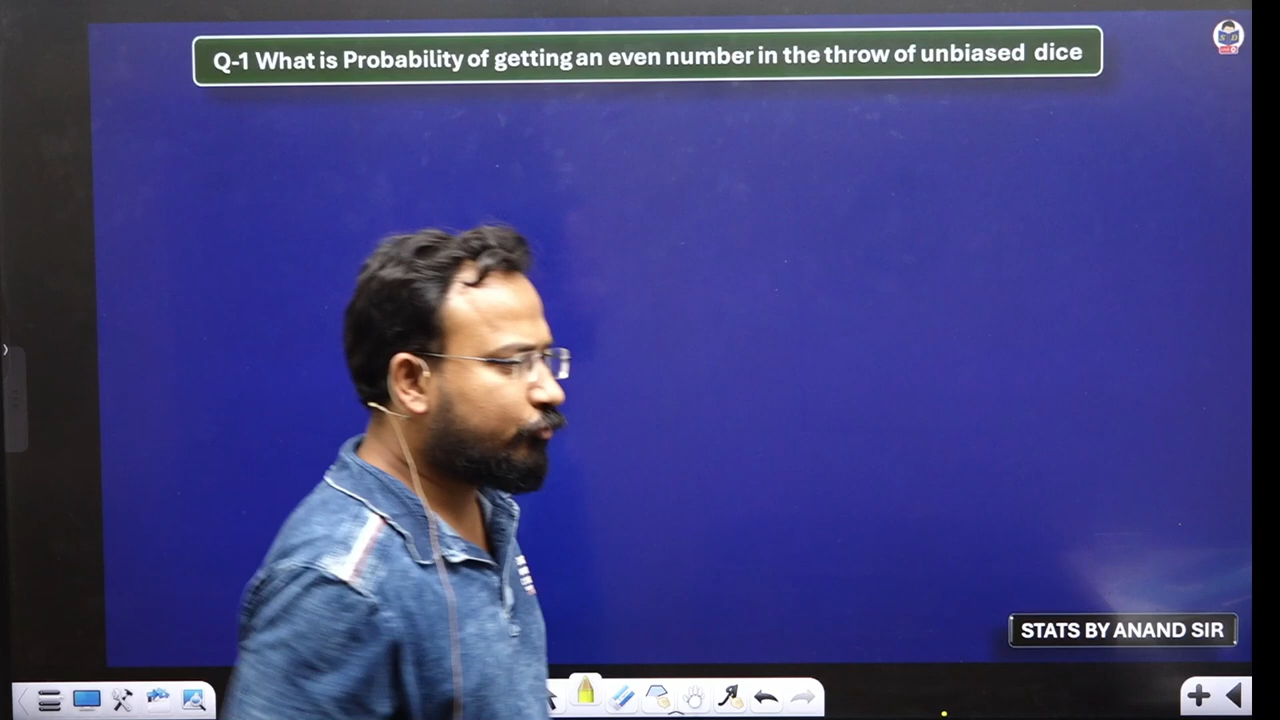 Q-1 What is Probability of getting an even number in the throw of unbiased dice
STATS BY ANAND SIR